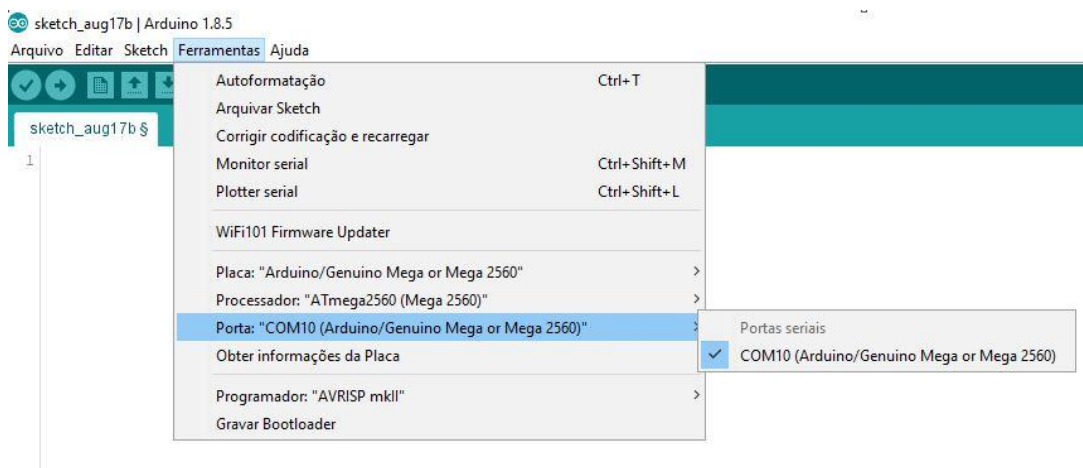 sketch_aug17b | Arduino 1.8.5
Arquivo Editar Sketch Ferramentas Ajuda
sketch_aug17b §
1
Autoformatação Ctrl+T
Arquivar Sketch
Corrigir codificação e recarregar
Monitor serial Ctrl+Shift+M
Plotter serial Ctrl+Shift+L
WiFi101 Firmware Updater
Placa: "Arduino/Genuino Mega or Mega 2560"
Processador: "ATmega2560 (Mega 2560)"
Porta: "COM10 (Arduino/Genuino Mega or Mega 2560)"
Portas seriais
COM10 (Arduino/Genuino Mega or Mega 2560)
Obter informações da Placa
Programador: "AVRISP mkII"
Gravar Bootloader